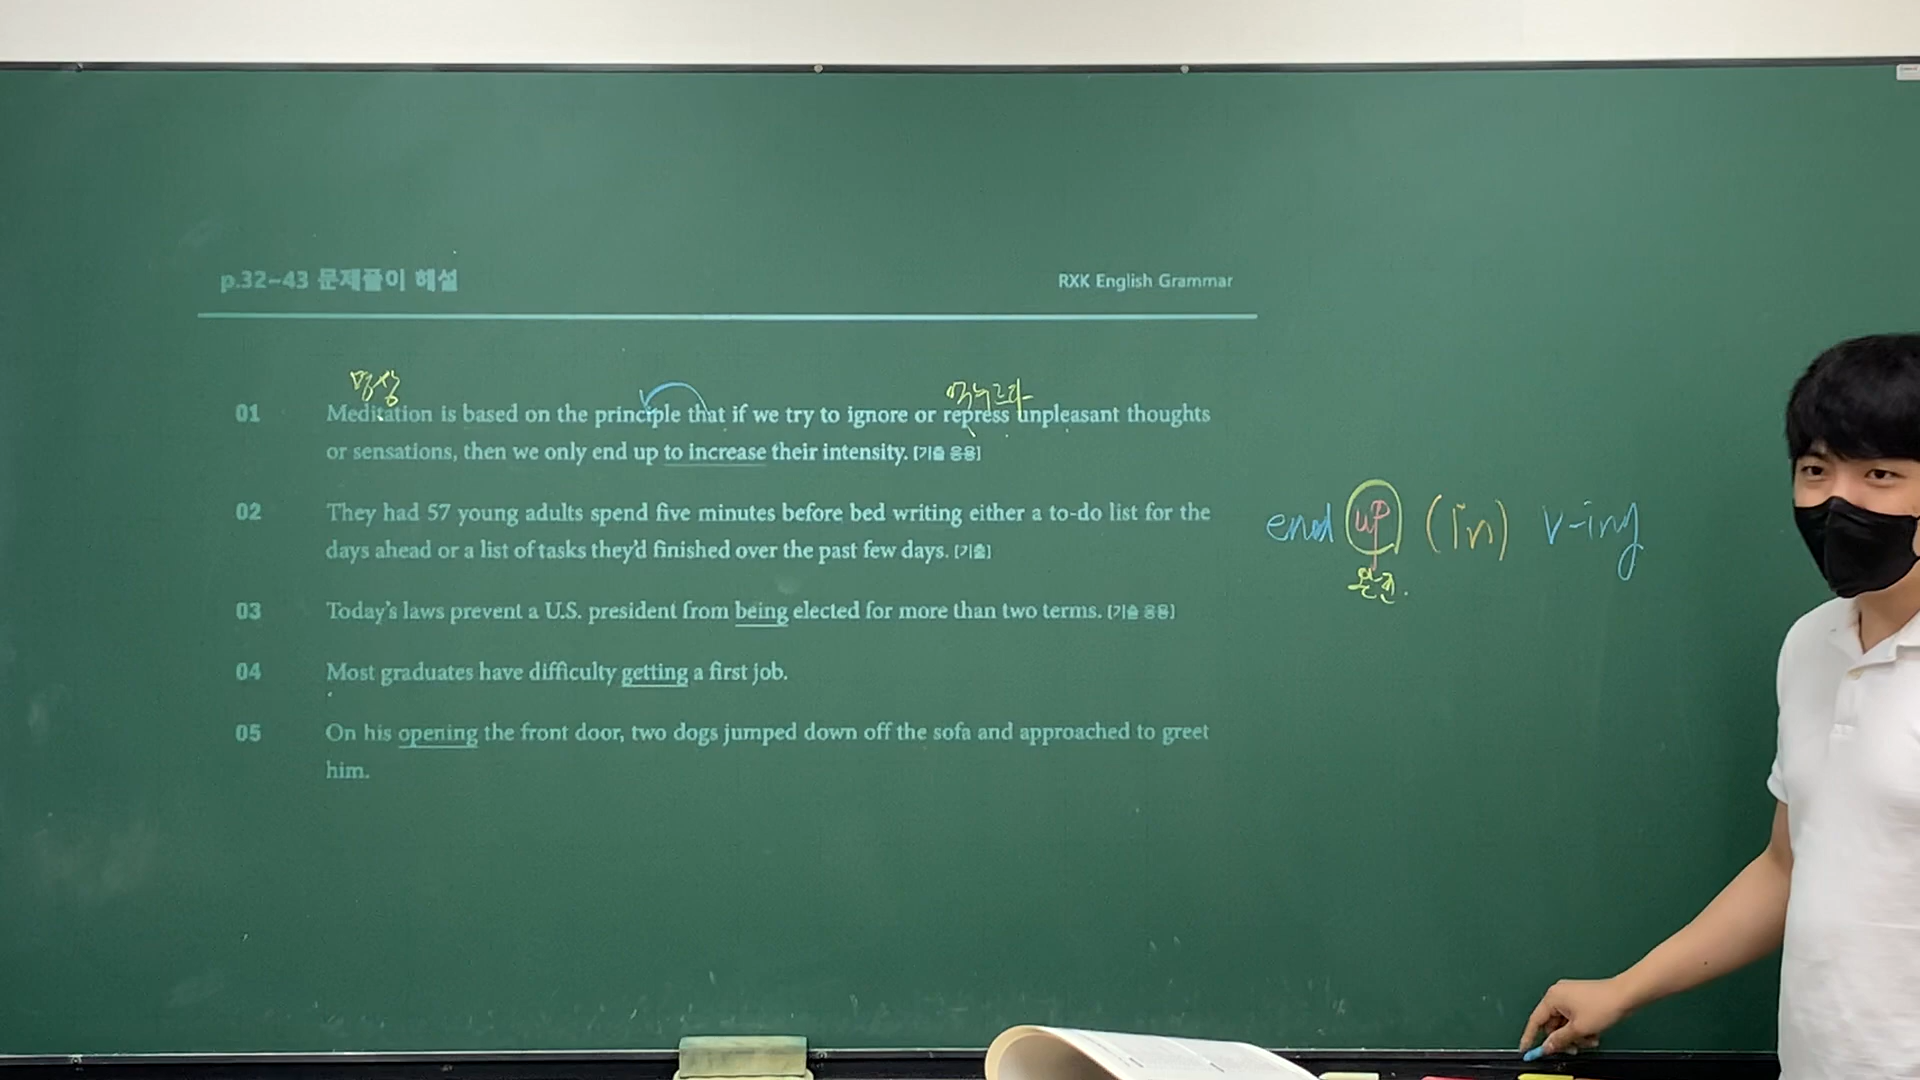 p.32~43 문제풀이 해설
RXK English Grammar
명상
억누르다
01 Meditation is based on the principle that if we try to ignore or repress unpleasant thoughts
or sensations, then we only end up to increase their intensity. [기출 응용]
02 They had 57 young adults spend five minutes before bed writing either a to-do list for the
days ahead or a list of tasks they'd finished over the past few days. [기출]
end up (in) v-ing
완전.
03 Today's laws prevent a U.S. president from being elected for more than two terms. [기출 응용]
04 Most graduates have difficulty getting a first job.
05 On his opening the front door, two dogs jumped down off the sofa and approached to greet
him.